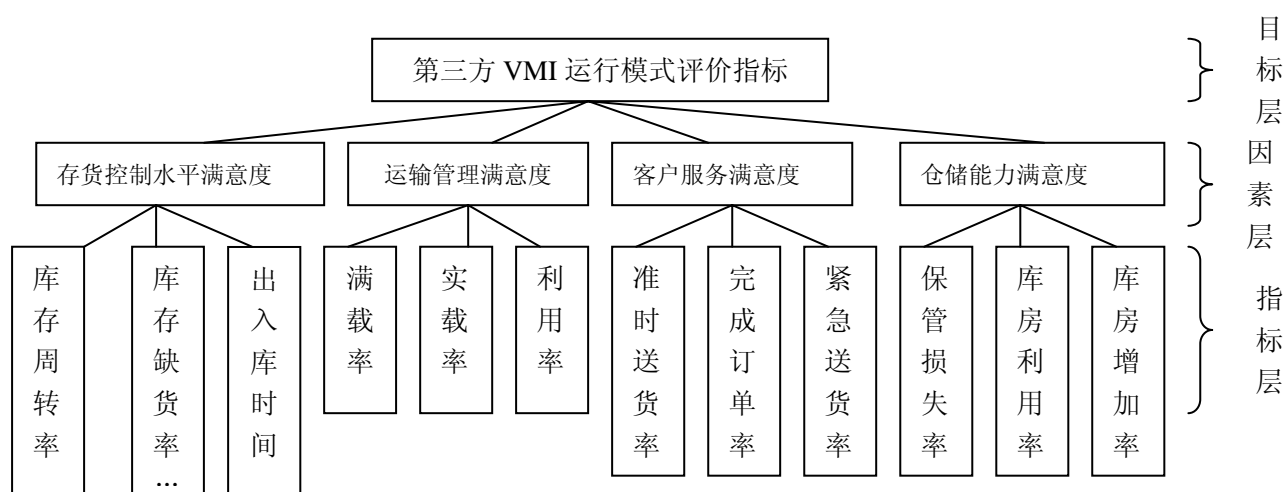 第三方 VMI 运行模式评价指标
目标层
存货控制水平满意度
运输管理满意度
客户服务满意度
仓储能力满意度
因素层
库存周转率
库存缺货率...
出入库时间
满载率
实载率
利用率
准时送货率
完成订单率
紧急送货率
保管损失率
库房利用率
库房增加率
指标层